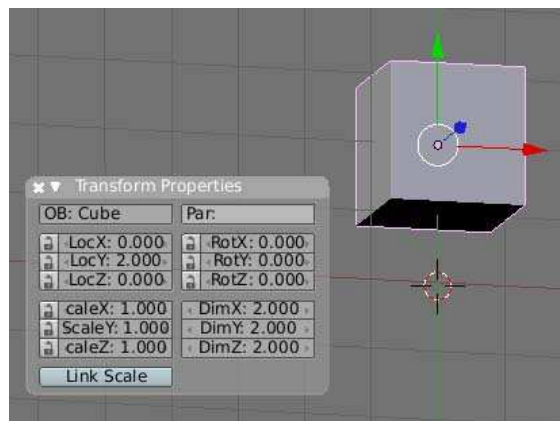 Transform Properties
OB: Cube
Par:
LocX: 0.000
RotX: 0.000
LocY: 2.000
RotY: 0.000
LocZ: 0.000
RotZ: 0.000
caleX: 1.000
DimX: 2.000
ScaleY: 1.000
DimY: 2.000
caleZ: 1.000
DimZ: 2.000
Link Scale